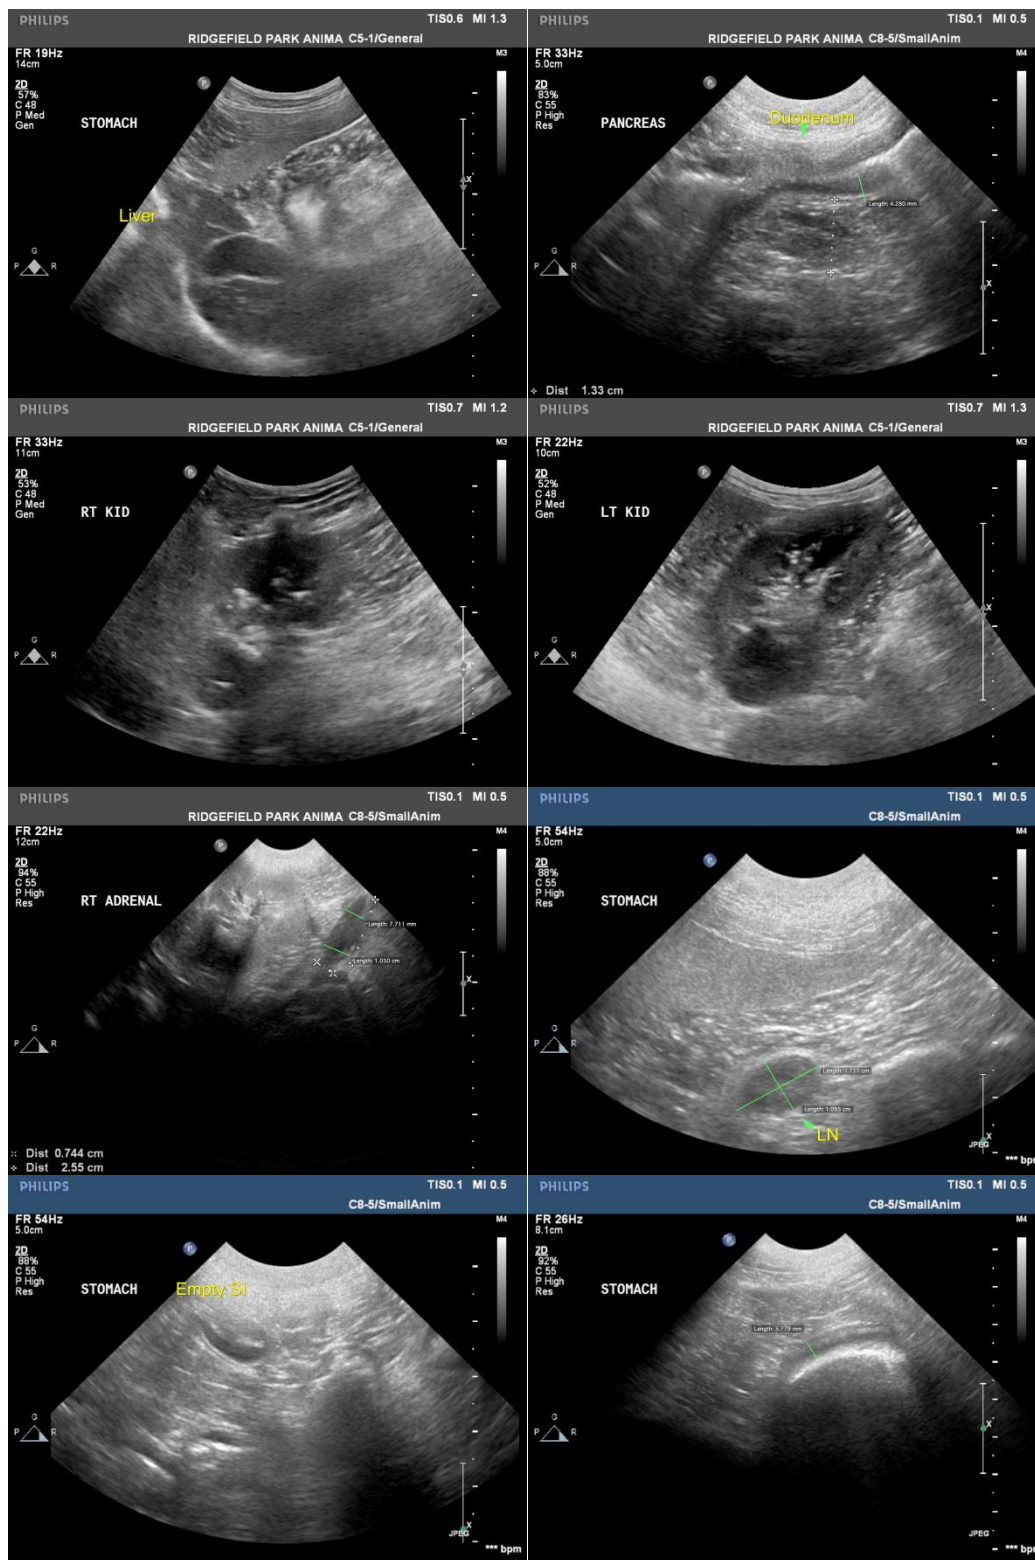 PHILIPS
TIS0.6 MI 1.3
RIDGEFIELD PARK ANIMA C5-1/General
FR 19Hz
14cm
M3
2D
57%
C 48
P Med
Gen
P
STOMACH
X
Liver
G
P R
PHILIPS
TIS0.1 MI 0.5
RIDGEFIELD PARK ANIMA C8-5/SmallAnim
FR 33Hz
5.0cm
M4
2D
83%
C 55
P High
Res
P
PANCREAS
Duodenum
Length: 4.280 mm
G
P R
X
Dist 1.33 cm
PHILIPS
TIS0.7 MI 1.2
RIDGEFIELD PARK ANIMA C5-1/General
FR 33Hz
11cm
M3
2D
53%
C 48
P Med
Gen
P
RT KID
G
P R
X
PHILIPS
TIS0.7 MI 1.3
RIDGEFIELD PARK ANIMA C5-1/General
FR 22Hz
10cm
M3
2D
52%
C 48
P Med
Gen
P
LT KID
X
G
P R
PHILIPS
TIS0.1 MI 0.5
RIDGEFIELD PARK ANIMA C8-5/SmallAnim
FR 22Hz
12cm
M4
2D
94%
C 55
P High
Res
P
RT ADRENAL
Length: 7.711 mm
Length: 1.050 cm
X
G
P R
Dist 0.744 cm
Dist 2.55 cm
PHILIPS
TIS0.1 MI 0.5
C8-5/SmallAnim
FR 54Hz
5.0cm
M4
2D
88%
C 55
P High
Res
P
STOMACH
G
P R
Length: 1.055 cm
LN
X
JPEG
*** bpm
PHILIPS
TIS0.1 MI 0.5
C8-5/SmallAnim
FR 54Hz
5.0cm
M4
2D
88%
C 55
P High
Res
P
STOMACH
Empty SI
G
P R
X
JPEG
*** bpm
PHILIPS
TIS0.1 MI 0.5
C8-5/SmallAnim
FR 26Hz
8.1cm
M4
2D
92%
C 55
P High
Res
P
STOMACH
Length: 5.779 mm
G
P R
X
JPEG
*** bpm